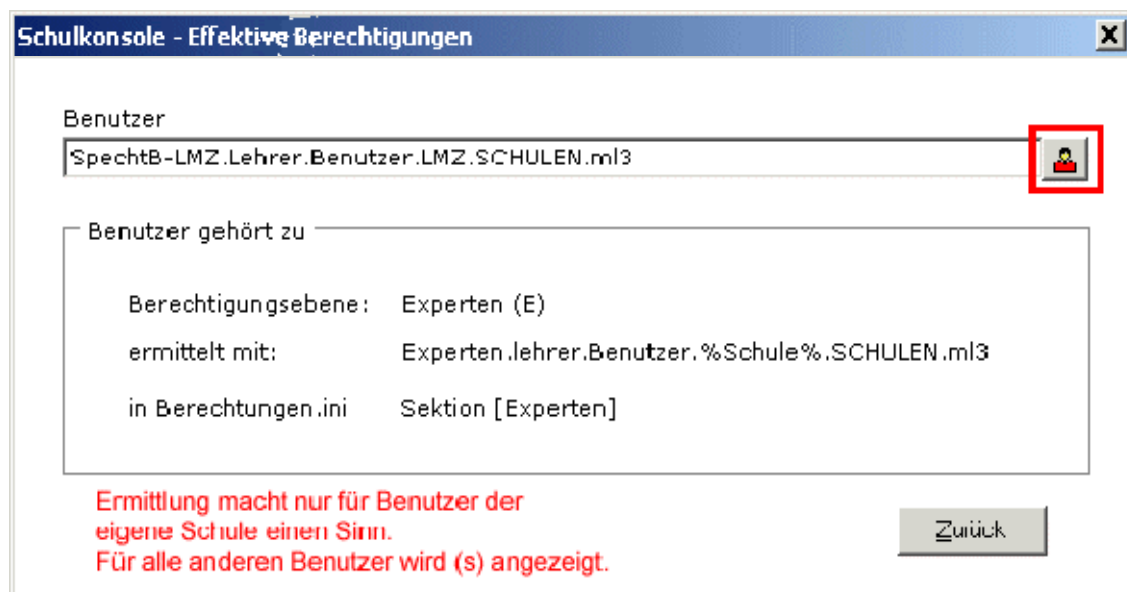 Schulkonsole - Effektive Berechtigungen
Benutzer
SpechtB-LMZ.Lehrer.Benutzer.LMZ.SCHULEN.ml3
Benutzer gehört zu
Berechtigungsebene: Experten (E)
ermittelt mit: Experten.lehrer.Benutzer.%Schule%.SCHULEN.ml3
in Berechtungen.ini Sektion [Experten]
Ermittlung macht nur für Benutzer der
eigene Schule einen Sinn.
Für alle anderen Benutzer wird (s) angezeigt.
Zurück